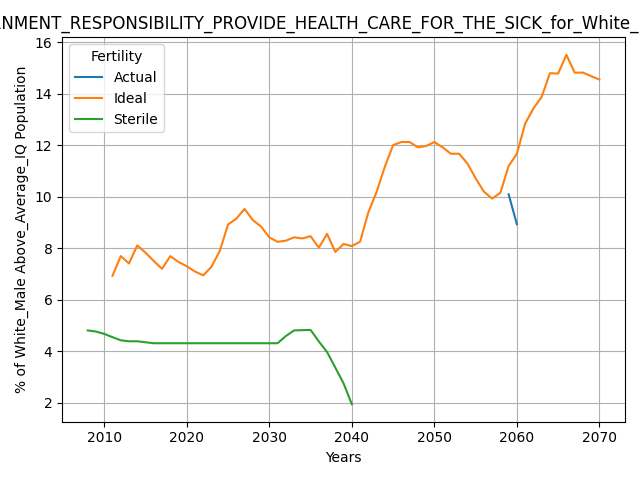 RNMENT_RESPONSIBILITY_PROVIDE_HEALTH_CARE_FOR_THE_SICK_for_White_
Fertility
Actual
Ideal
Sterile
% of White_Male Above_Average_IQ Population
16
14
12
10
8
6
4
2
2010 2020 2030 2040 2050 2060 2070
Years